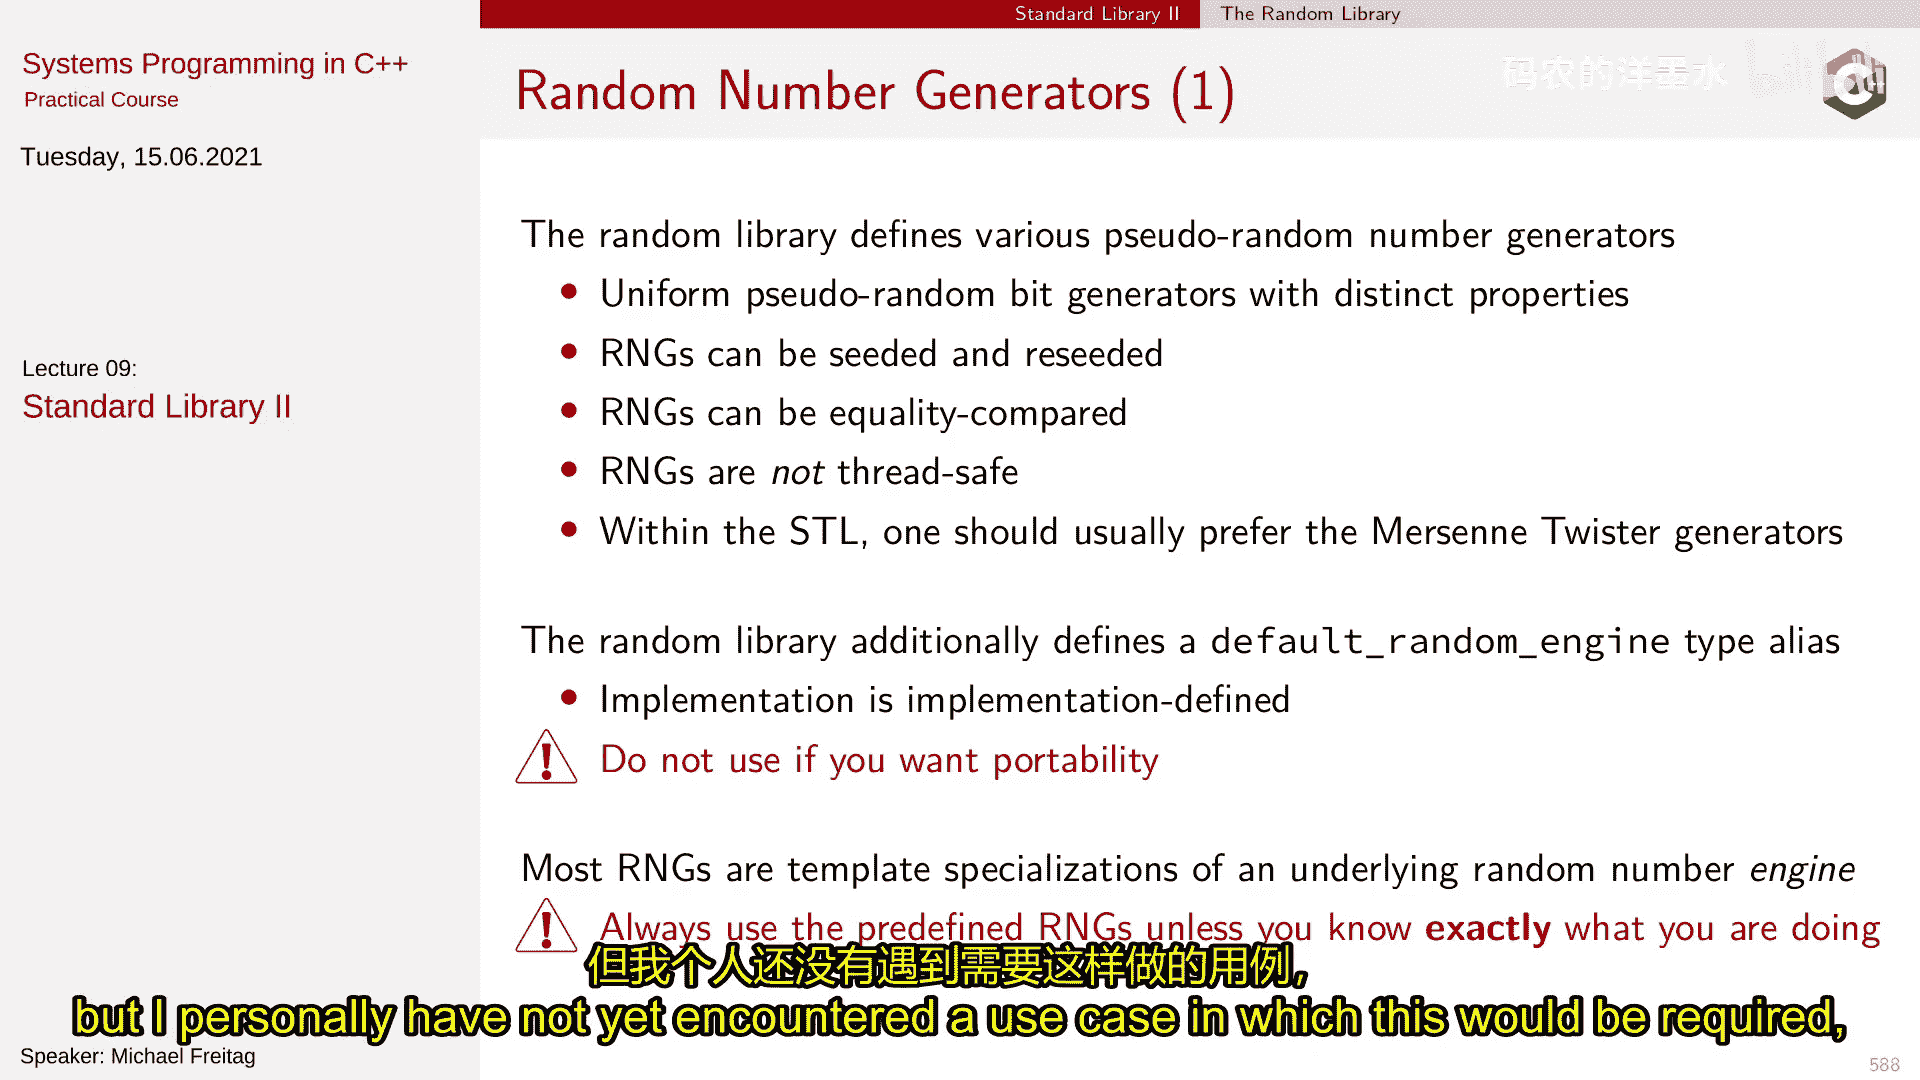 Standard Library II
The Random Library
Systems Programming in C++
Practical Course
Tuesday, 15.06.2021
Lecture 09:
Standard Library II
Random Number Generators (1)
码农的洋墨水
The random library defines various pseudo-random number generators
• Uniform pseudo-random bit generators with distinct properties
• RNGs can be seeded and reseeded
• RNGs can be equality-compared
• RNGs are not thread-safe
• Within the STL, one should usually prefer the Mersenne Twister generators
The random library additionally defines a default_random_engine type alias
• Implementation is implementation-defined
Do not use if you want portability
Most RNGs are template specializations of an underlying random number engine
Always use the predefined RNGs unless you know exactly what you are doing
但我个人还没有遇到需要这样做的用例,
but I personally have not yet encountered a use case in which this would be required,
Speaker: Michael Freitag
588